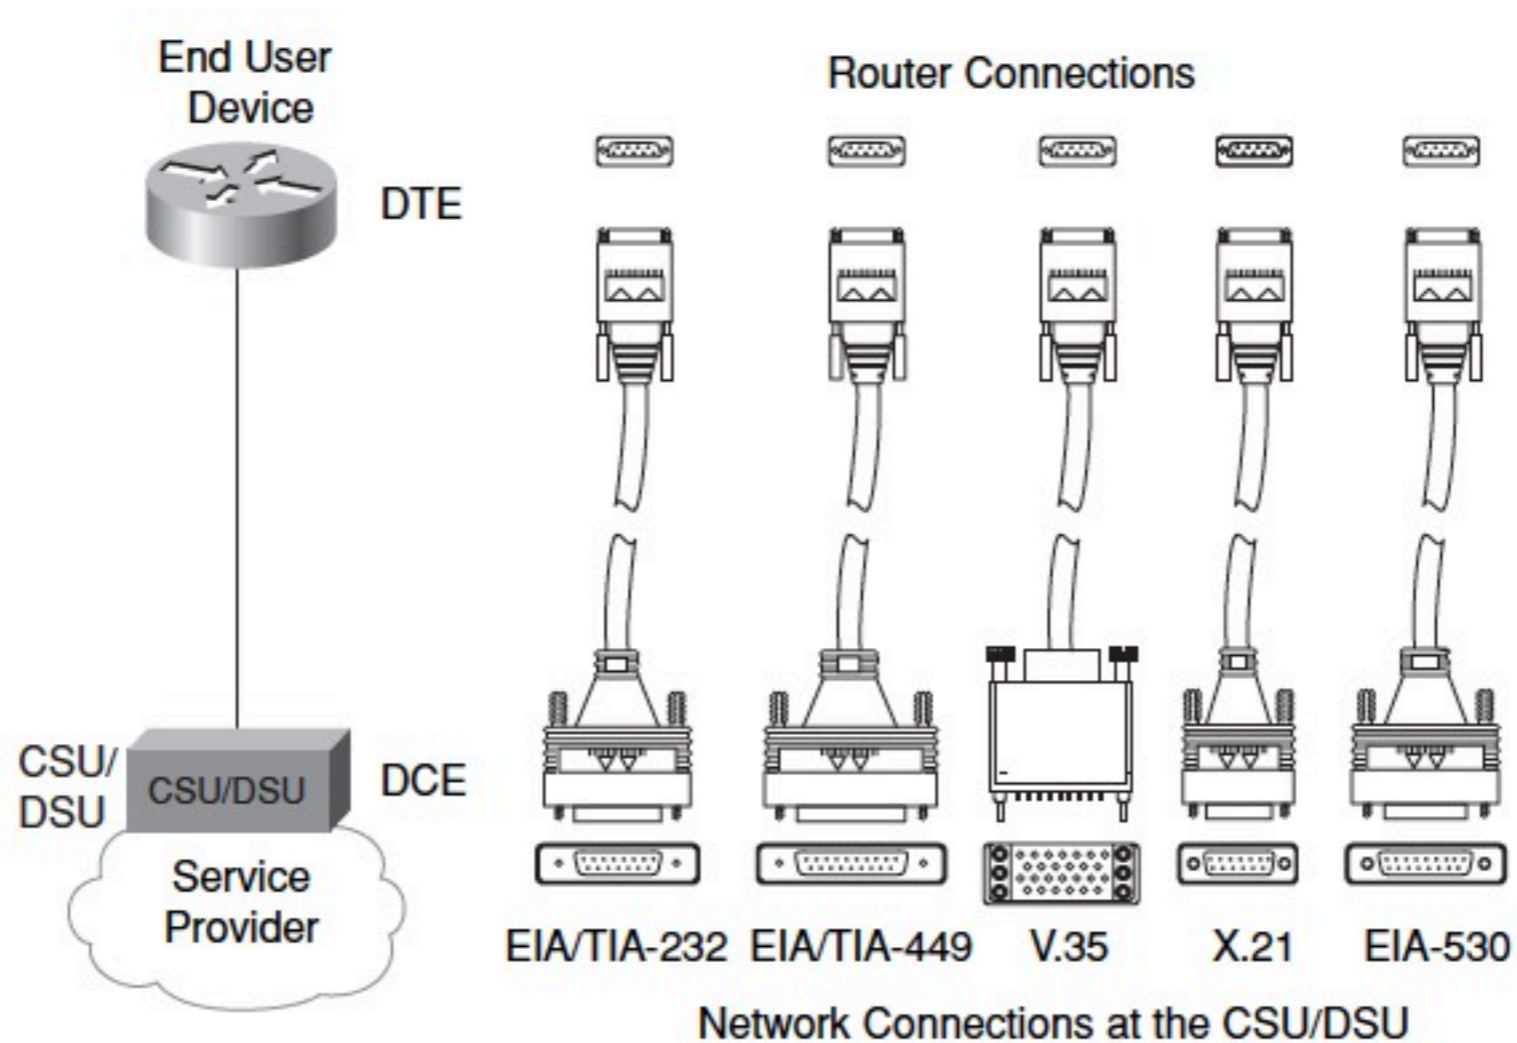 End User
Device
Router Connections
DTE
CSU/
DSU
CSU/DSU
DCE
Service
Provider
EIA/TIA-232
EIA/TIA-449
V.35
X.21
EIA-530
Network Connections at the CSU/DSU